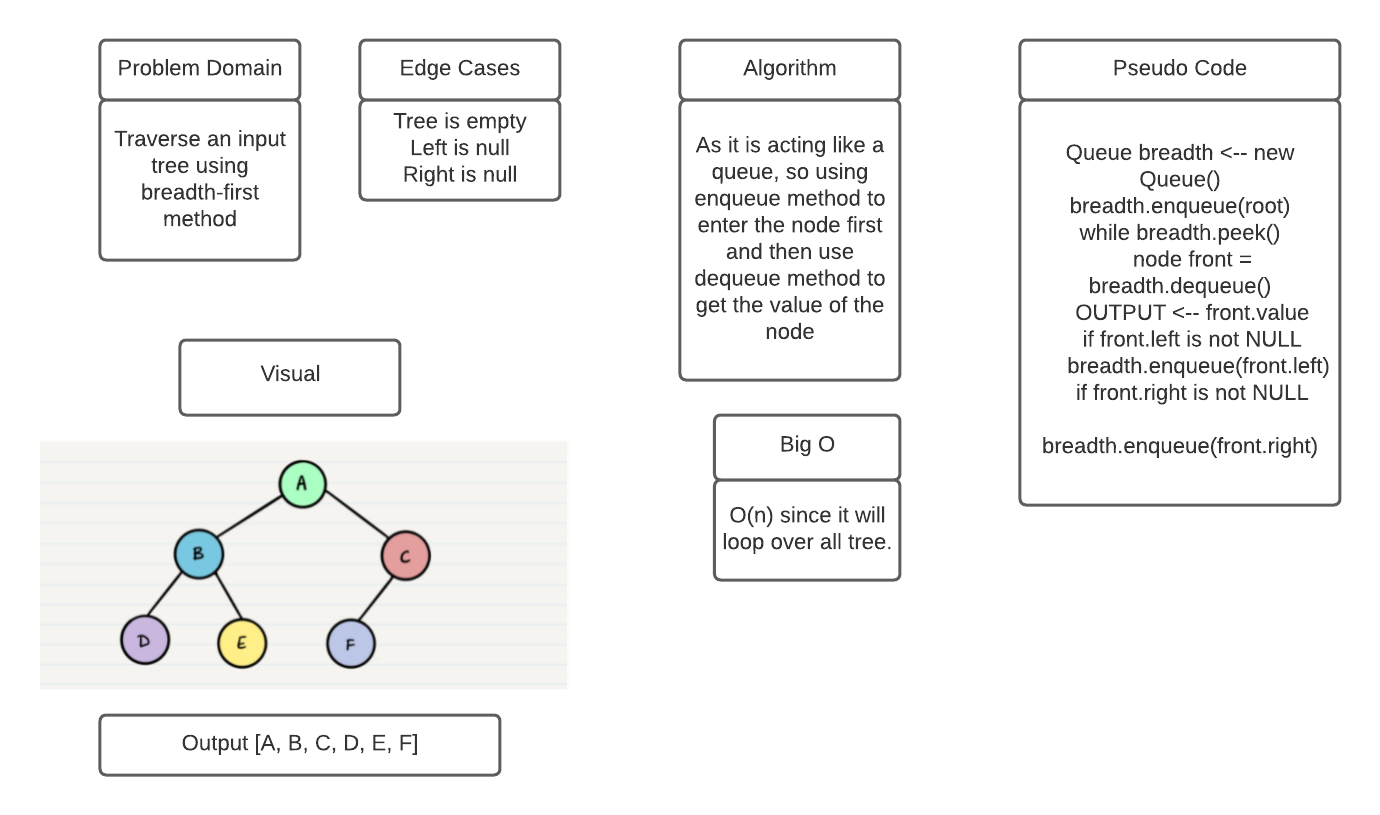 Problem Domain
Traverse an input
tree using
breadth-first
method
Edge Cases
Tree is empty
Left is null
Right is null
Algorithm
As it is acting like a
queue, so using
enqueue method to
enter the node first
and then use
dequeue method to
get the value of the
node
Pseudo Code
Queue breadth <-- new
Queue()
breadth.enqueue(root)
while breadth.peek()
node front =
breadth.dequeue()
OUTPUT <-- front.value
if front.left is not NULL
breadth.enqueue(front.left)
if front.right is not NULL
breadth.enqueue(front.right)
Big O
O(n) since it will
loop over all tree.
Visual
A
B
C
D
E
F
Output [A, B, C, D, E, F]